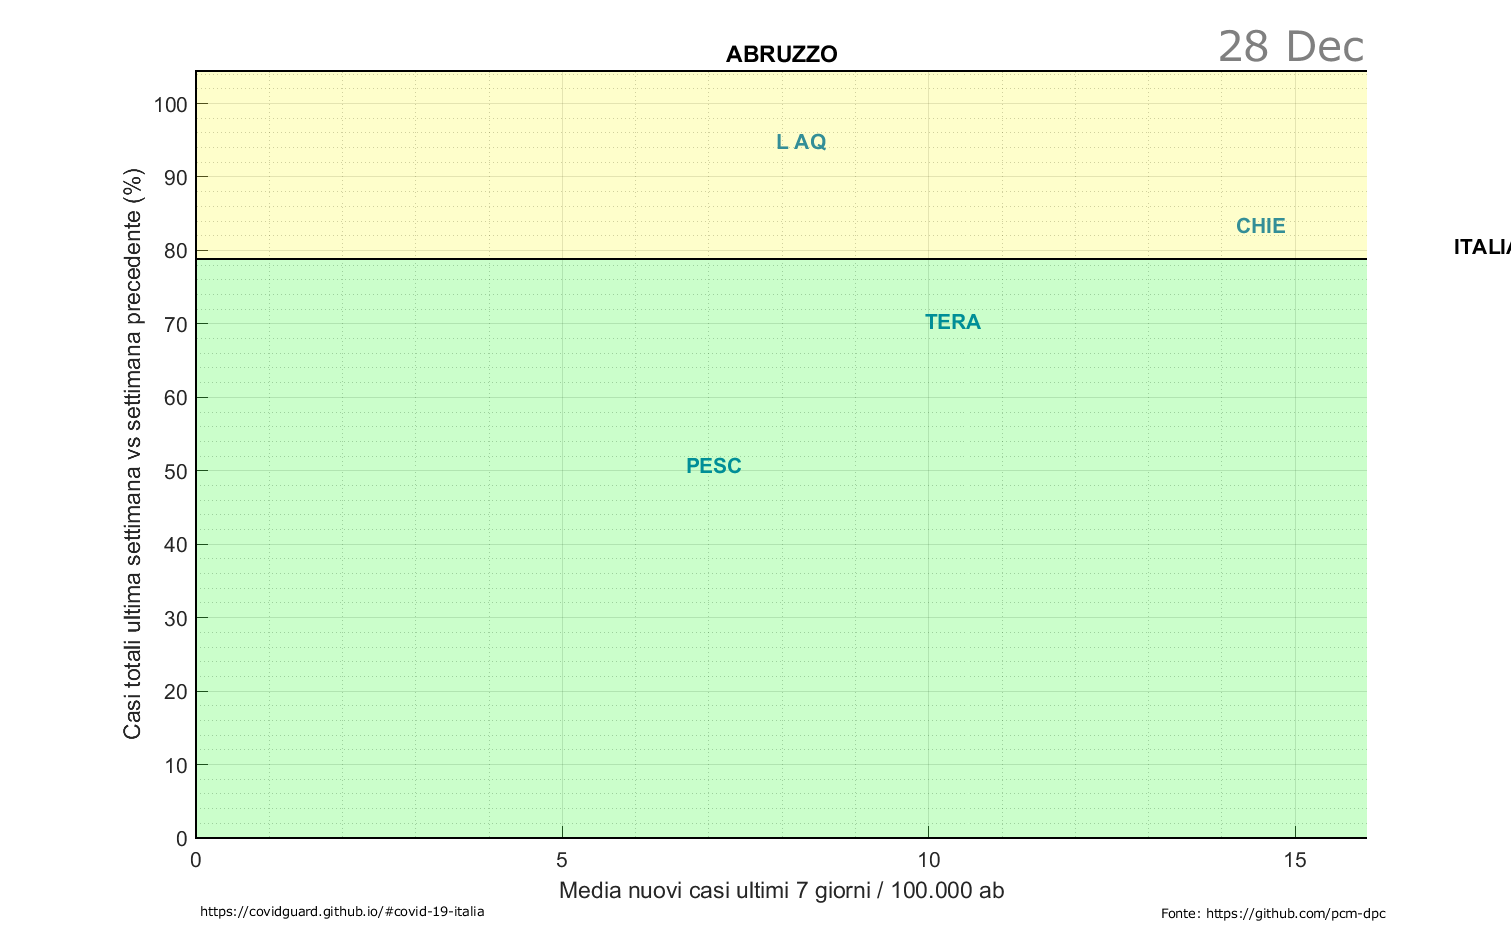 ABRUZZO
28 Dec
Casi totali ultima settimana vs settimana precedente (%)
100
90
80
70
60
50
40
30
20
10
0
L AQ
CHIE
ITALIA
TERA
PESC
0 5 10 15
Media nuovi casi ultimi 7 giorni / 100.000 ab
https://covidguard.github.io/#covid-19-italia
Fonte: https://github.com/pcm-dpc